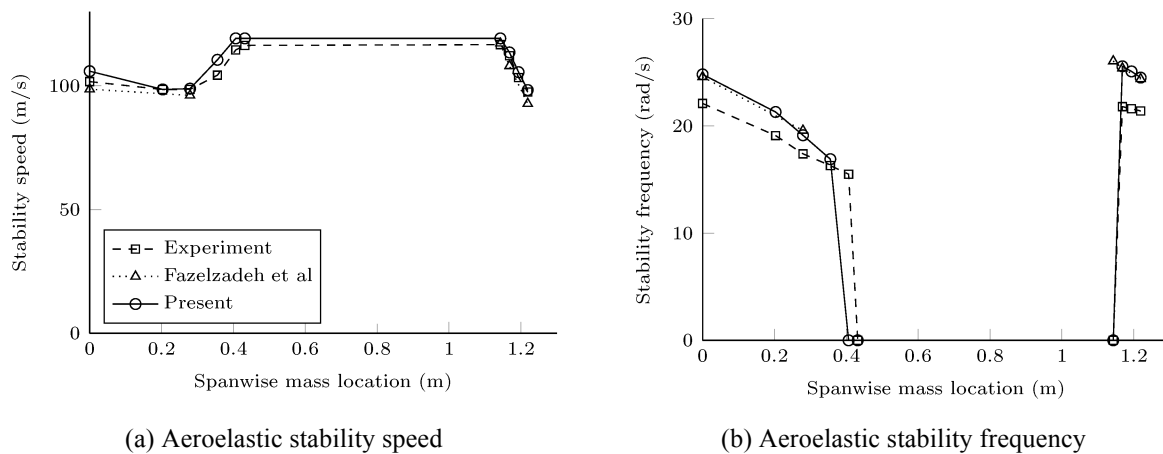 100
50
0
0
0.2
0.4
0.6
0.8
1
1.2
Stability speed (m/s)
Spanwise mass location (m)
Experiment
Fazelzadeh et al
Present
(a) Aeroelastic stability speed
30
20
10
0
0
0.2
0.4
0.6
0.8
1
1.2
Stability frequency (rad/s)
Spanwise mass location (m)
(b) Aeroelastic stability frequency